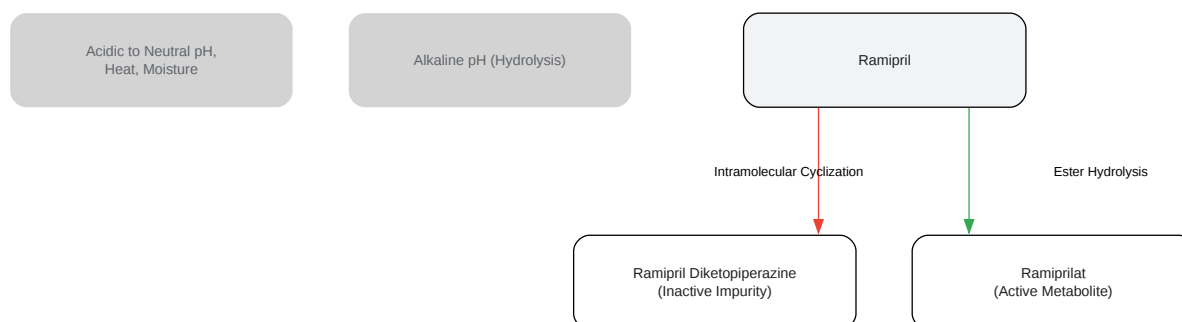 Acidic to Neutral pH,
Heat, Moisture
Alkaline pH (Hydrolysis)
Ramipril
Intramolecular Cyclization
Ester Hydrolysis
Ramipril Diketopiperazine
(Inactive Impurity)
Ramiprilat
(Active Metabolite)